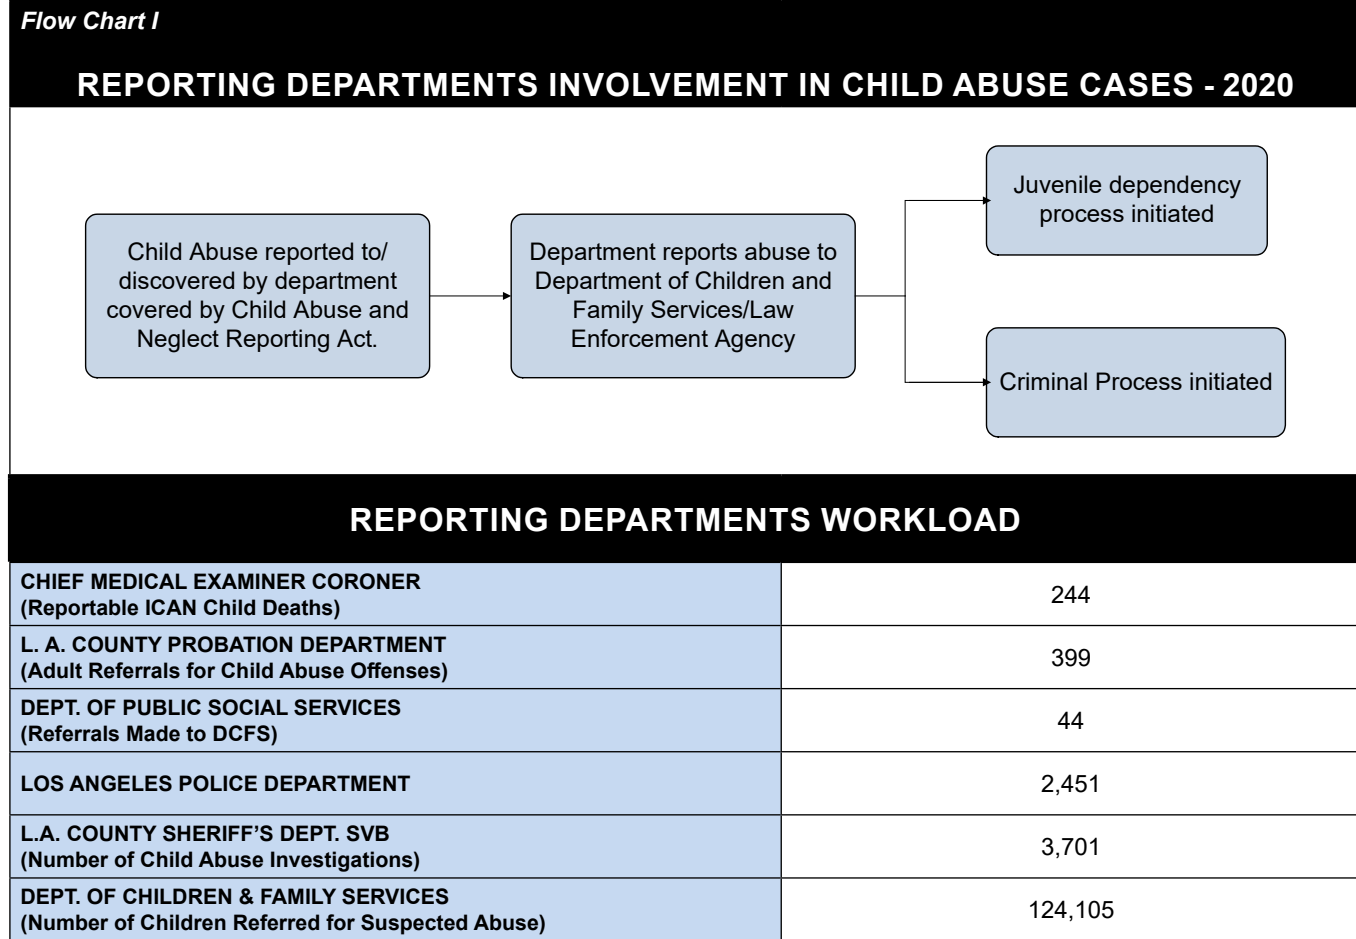 Flow Chart I
REPORTING DEPARTMENTS INVOLVEMENT IN CHILD ABUSE CASES - 2020
Child Abuse reported to/
discovered by department
covered by Child Abuse and
Neglect Reporting Act.
Department reports abuse to
Department of Children and
Family Services/Law
Enforcement Agency
Juvenile dependency
process initiated
Criminal Process initiated
REPORTING DEPARTMENTS WORKLOAD
CHIEF MEDICAL EXAMINER CORONER
(Reportable ICAN Child Deaths)
244
L. A. COUNTY PROBATION DEPARTMENT
(Adult Referrals for Child Abuse Offenses)
399
DEPT. OF PUBLIC SOCIAL SERVICES
(Referrals Made to DCFS)
44
LOS ANGELES POLICE DEPARTMENT
2,451
L.A. COUNTY SHERIFF’S DEPT. SVB
(Number of Child Abuse Investigations)
3,701
DEPT. OF CHILDREN & FAMILY SERVICES
(Number of Children Referred for Suspected Abuse)
124,105